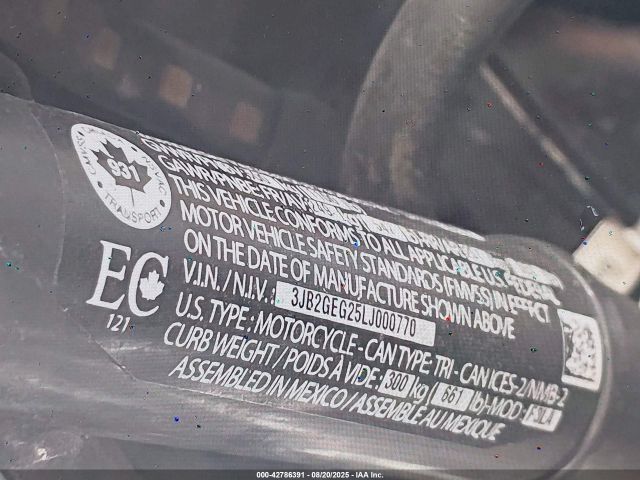 CANADA
931
TRANSPORT
THIS VEHICLE CONFORMS TO ALL APPLICABLE U.S. FEDERAL
MOTOR VEHICLE SAFETY STANDARDS (FMVSS) IN EFFECT
ON THE DATE OF MANUFACTURE SHOWN ABOVE
V.I.N. / N.I.V. : 3JB2GEG25LJ000770
U.S. TYPE : MOTORCYCLE - CAN TYPE: TRI - CAN ICES-2/NMB-2
CURB WEIGHT / POIDS À VIDE : 300 kg ( 661 lb)-MOD :
ASSEMBLED IN MEXICO / ASSEMBLÉ AU MEXIQUE
EC
121
000-42786391 - 08/20/2025 - IAA Inc.